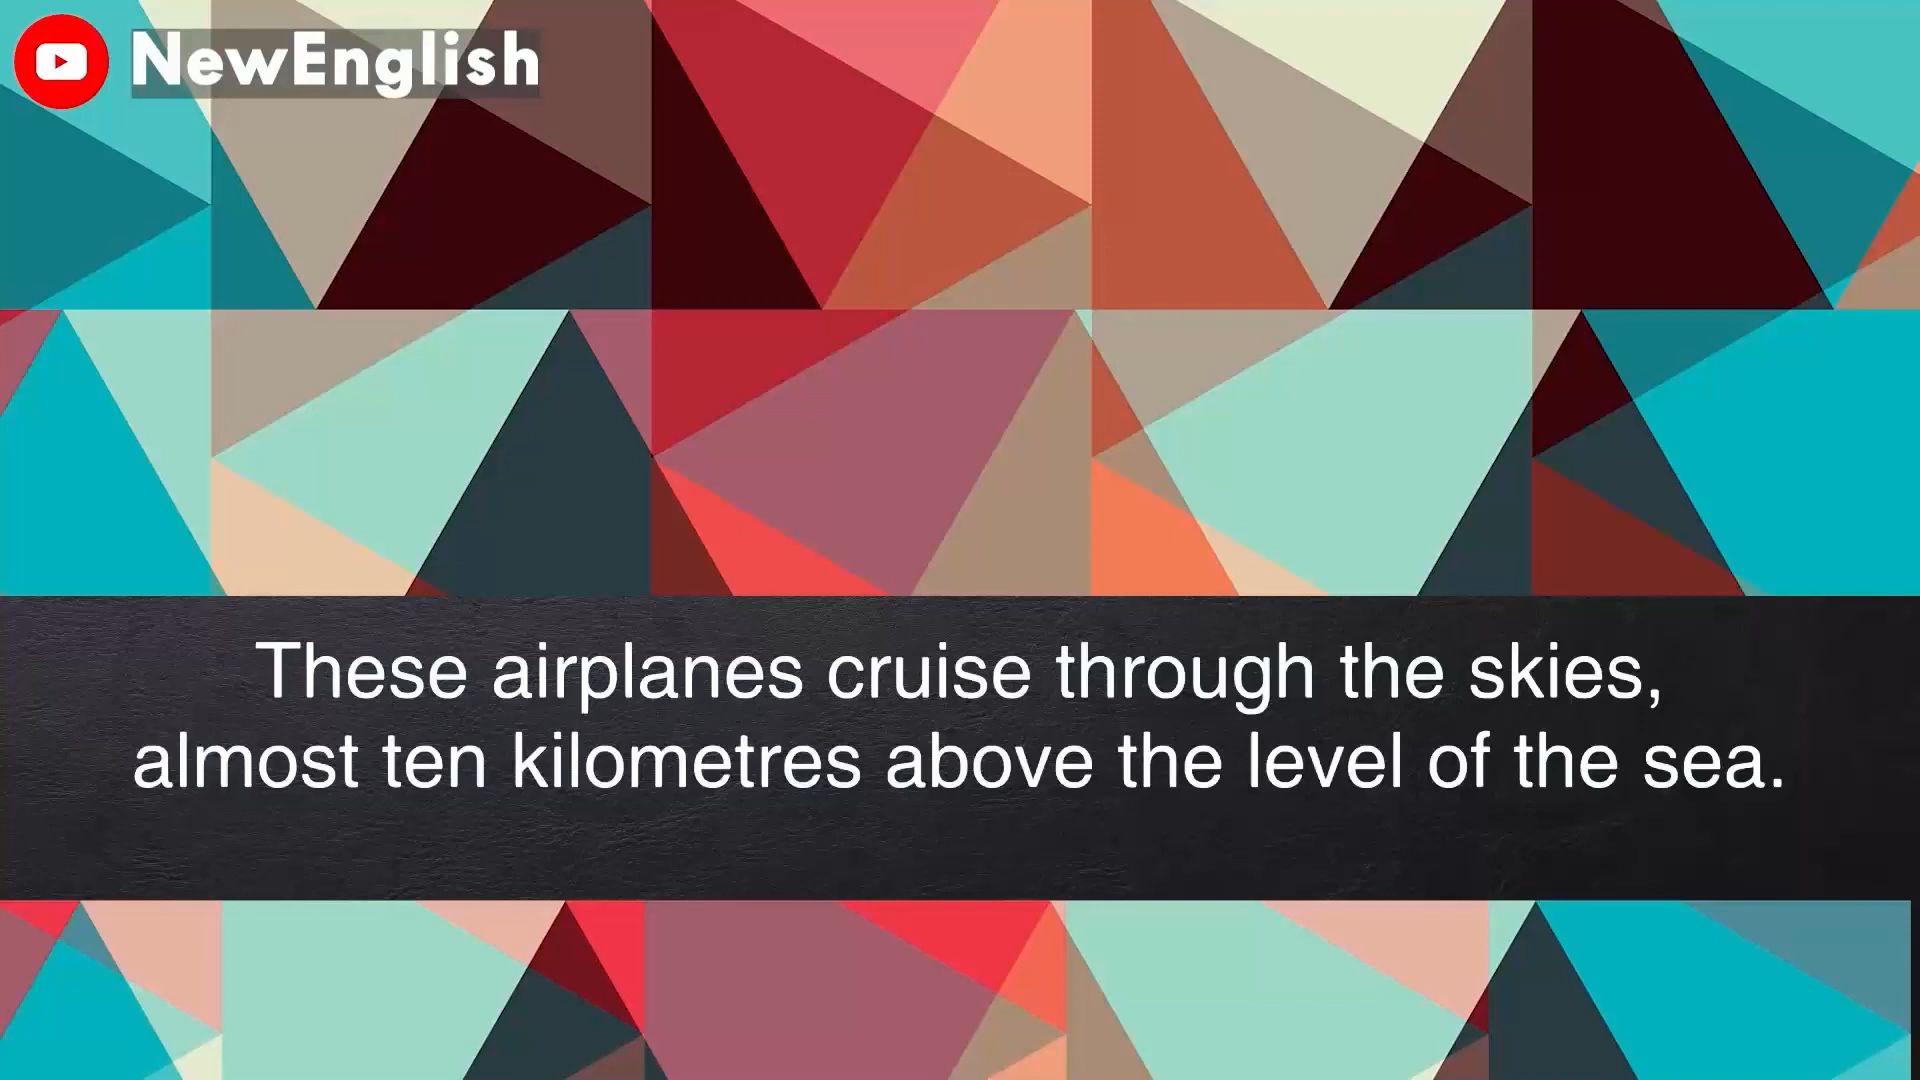 NewEnglish
These airplanes cruise through the skies,
almost ten kilometres above the level of the sea.